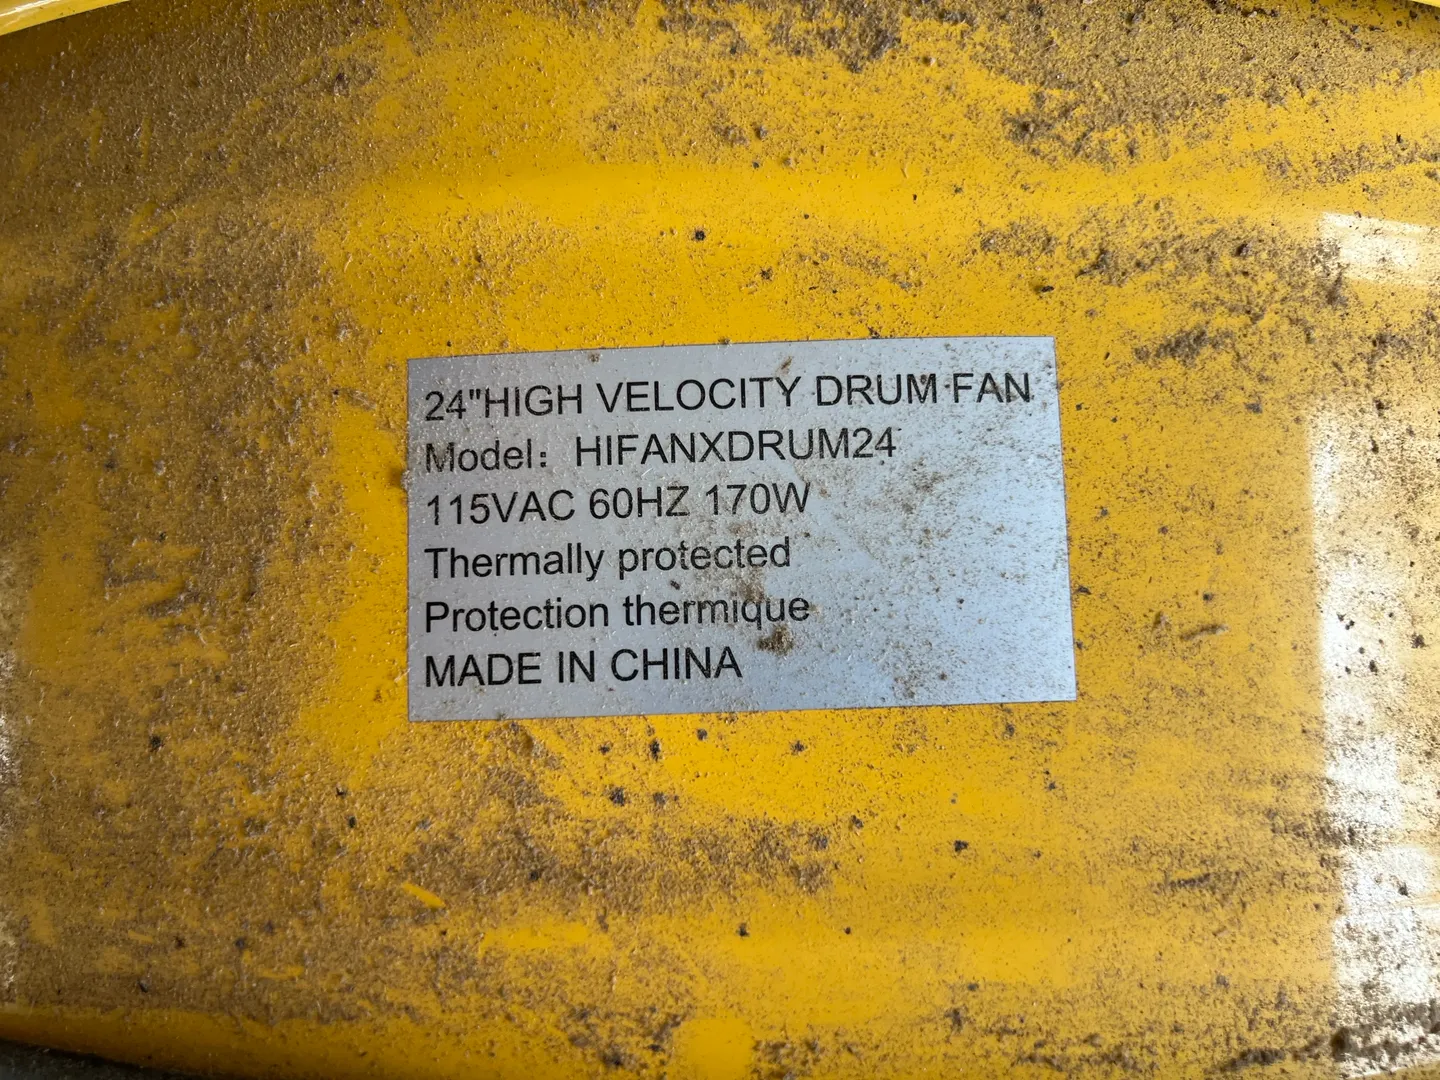 24"HIGH VELOCITY DRUM FAN
Model: HIFANXDRUM24
115VAC 60HZ 170W
Thermally protected
Protection thermique
MADE IN CHINA